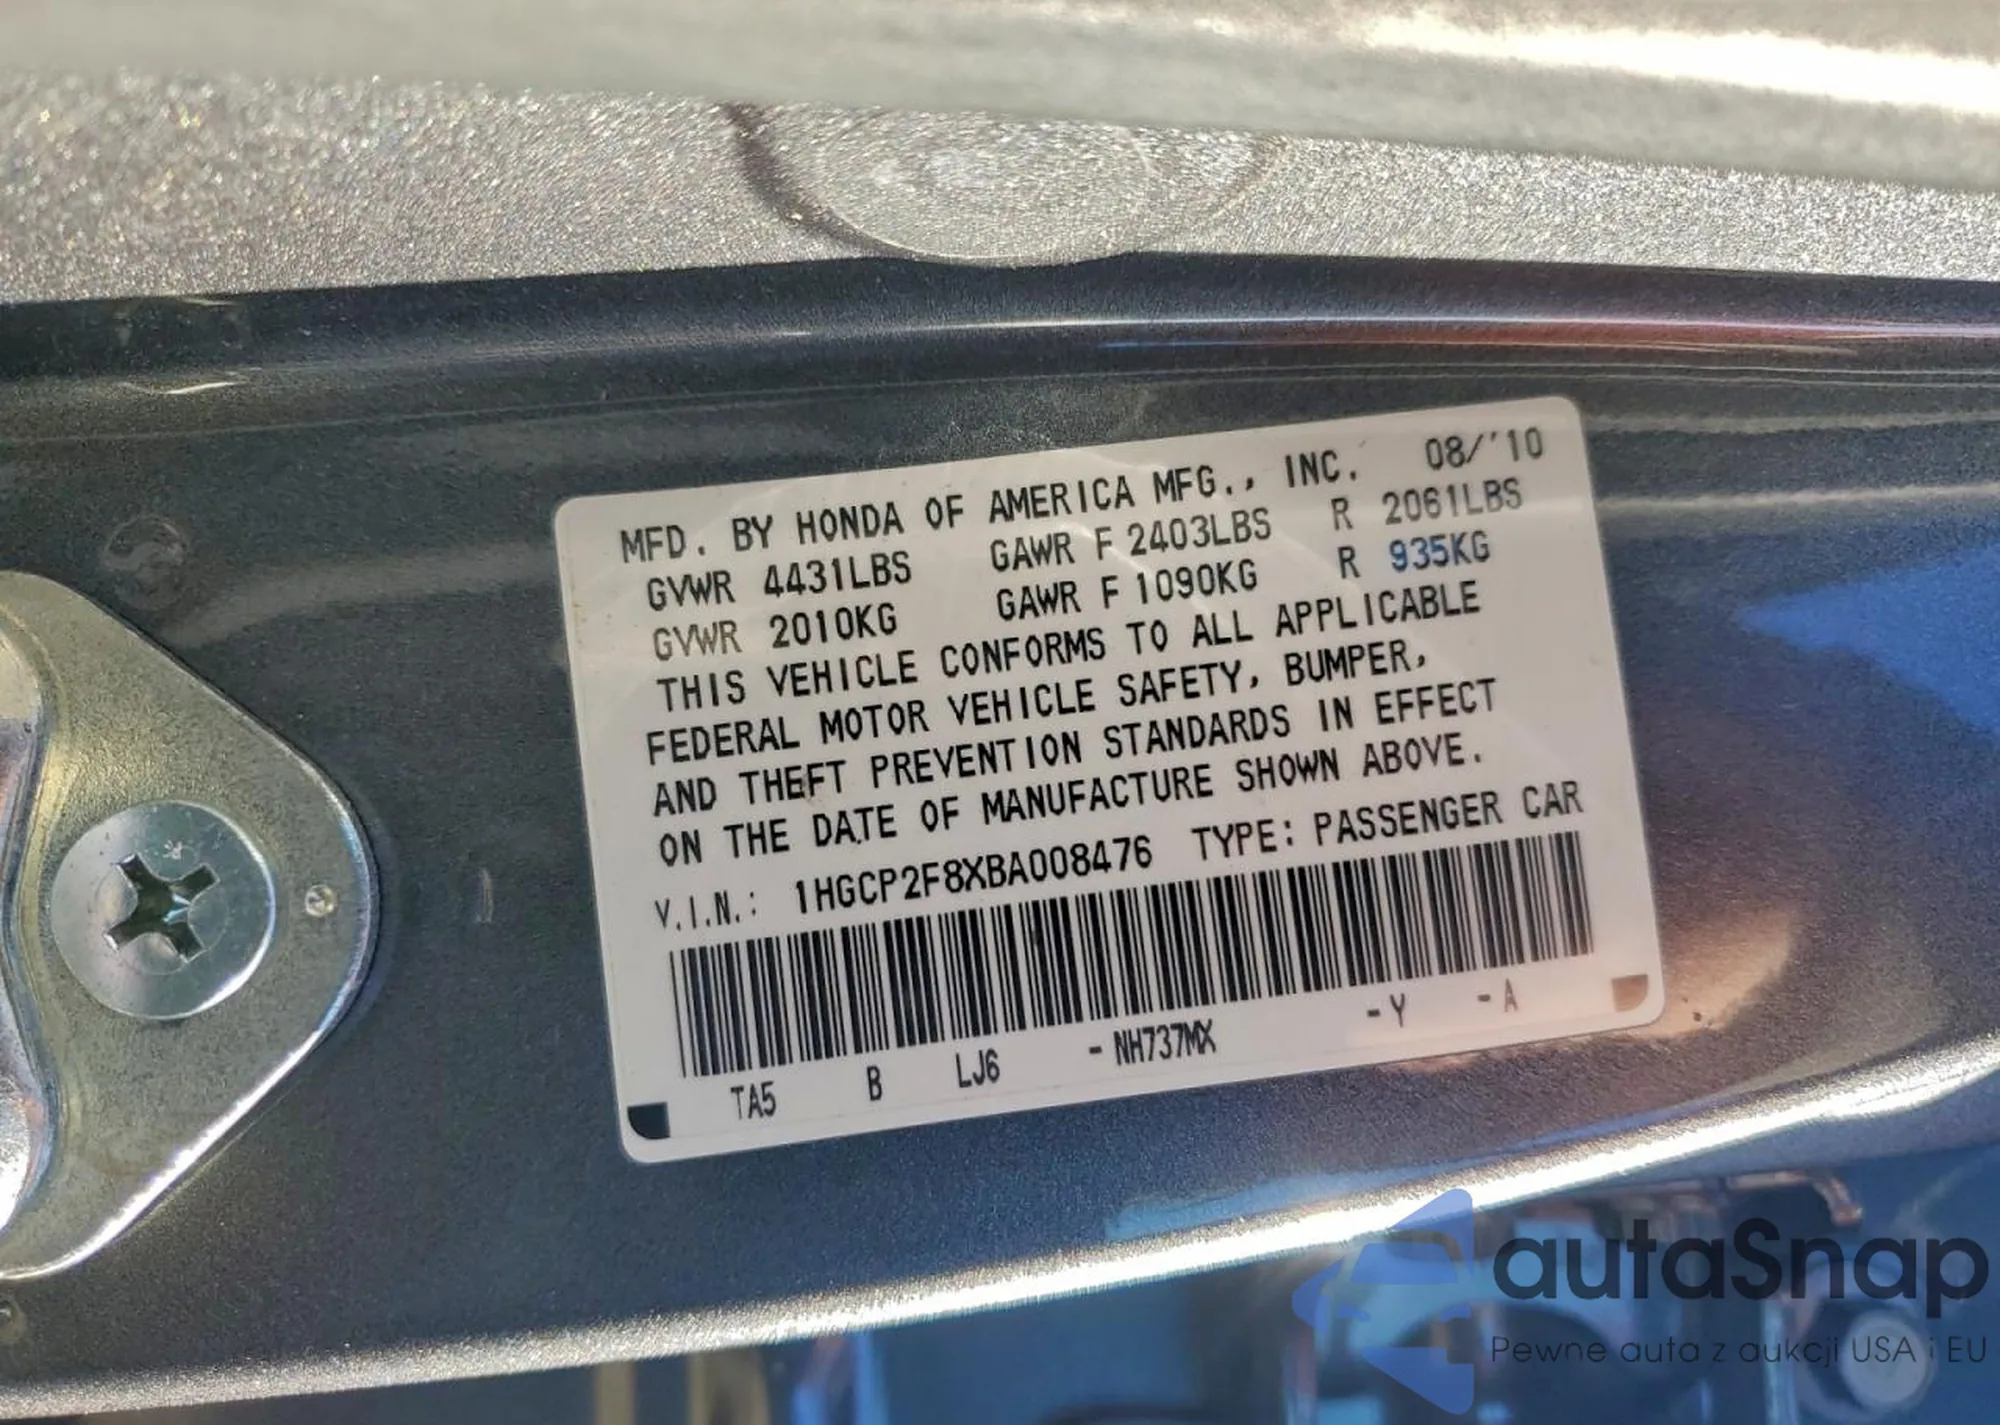 MFD. BY HONDA OF AMERICA MFG., INC. 08/'10
GVWR 4431LBS GAWR F 2403LBS R 2061LBS
GVWR 2010KG GAWR F 1090KG R 935KG
THIS VEHICLE CONFORMS TO ALL APPLICABLE
FEDERAL MOTOR VEHICLE SAFETY, BUMPER,
AND THEFT PREVENTION STANDARDS IN EFFECT
ON THE DATE OF MANUFACTURE SHOWN ABOVE.
V.I.N.: 1HGCP2F8XBA008476 TYPE: PASSENGER CAR
TA5 B LJ6 -NH737MX -Y -A
autaSnap
Pewne auta z aukcji USA i EU